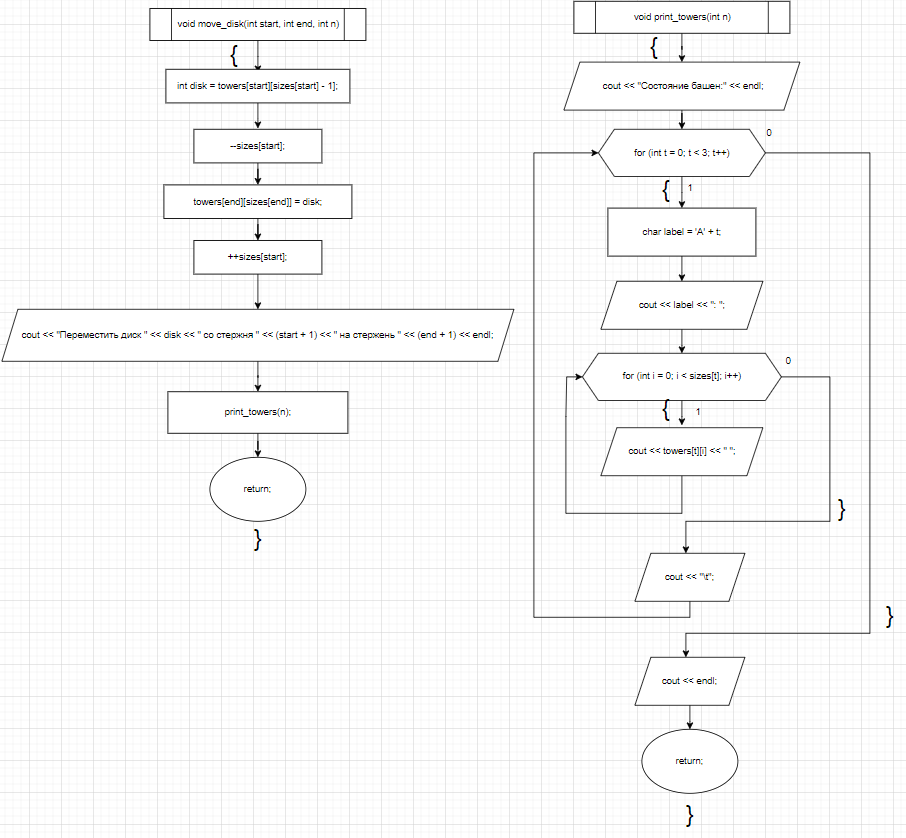 void move_disk(int start, int end, int n)
{
int disk = towers[start][sizes[start] - 1];
--sizes[start];
towers[end][sizes[end]] = disk;
++sizes[start];
cout << "Переместить диск " << disk << " со стержня " << (start + 1) << " на стержень " << (end + 1) << endl;
print_towers(n);
return;
}
void print_towers(int n)
{
cout << "Состояние башен:" << endl;
for (int t = 0; t < 3; t++)
0
{
1
char label = 'A' + t;
cout << label << ": ";
for (int i = 0; i < sizes[t]; i++)
0
{
1
cout << towers[t][i] << " ";
}
cout << "\t";
}
cout << endl;
return;
}